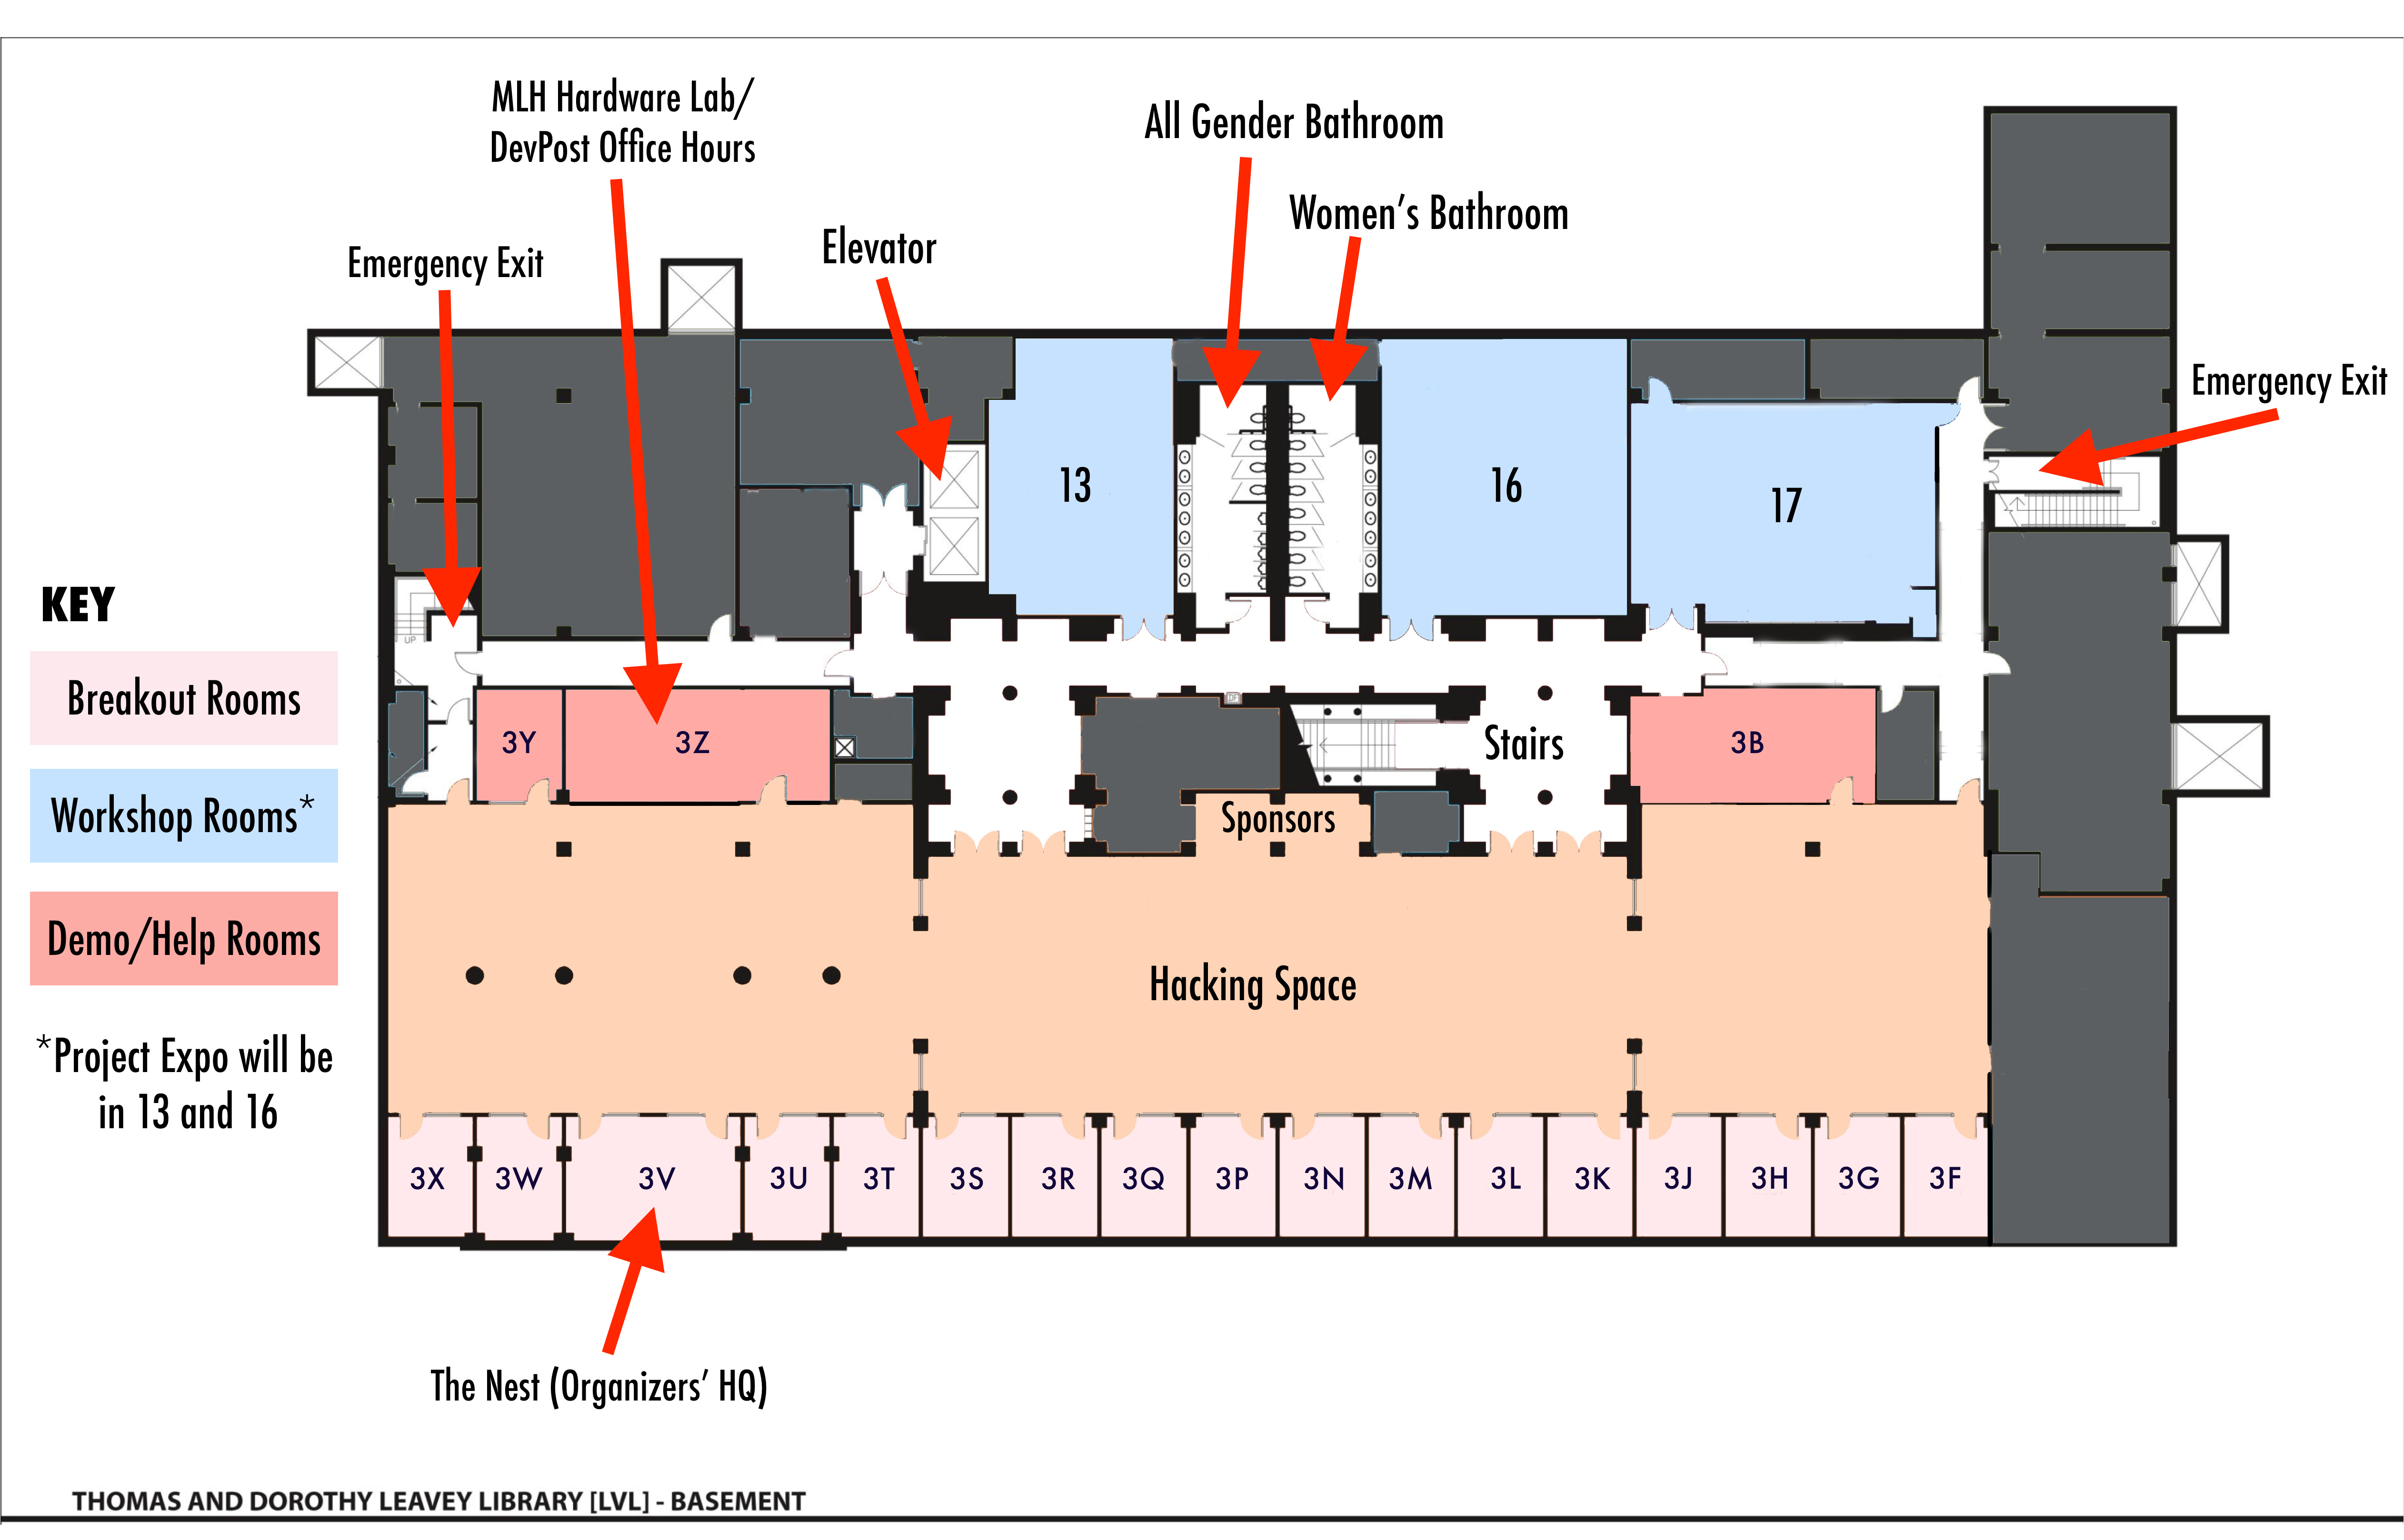 MLH Hardware Lab/
DevPost Office Hours
All Gender Bathroom
Women's Bathroom
Elevator
Emergency Exit
Emergency Exit
13
16
17
KEY
Breakout Rooms
Workshop Rooms*
Demo/Help Rooms
*Project Expo will be
in 13 and 16
UP
3Y
3Z
Stairs
3B
Sponsors
Hacking Space
3X
3W
3V
3U
3T
3S
3R
3Q
3P
3N
3M
3L
3K
3J
3H
3G
3F
The Nest (Organizers' HQ)
THOMAS AND DOROTHY LEAVEY LIBRARY [LVL] - BASEMENT